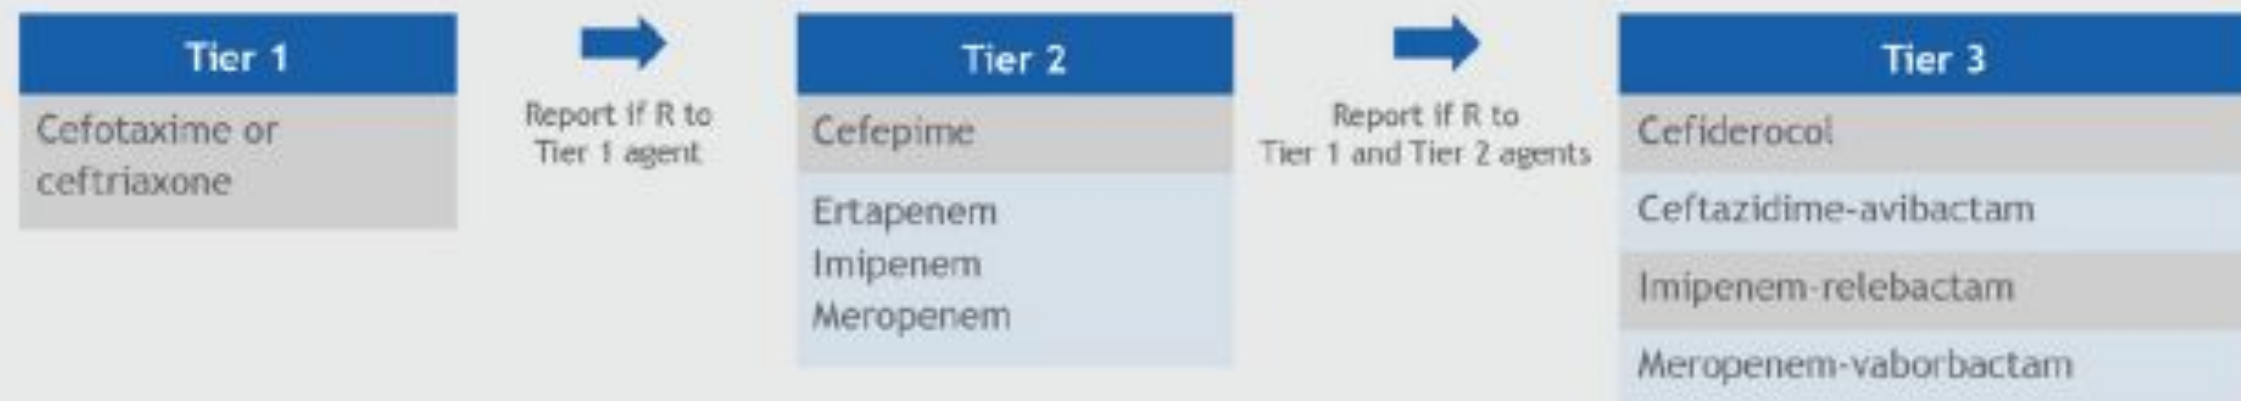 Tier 1
Cefotaxime or
ceftriaxone
Report if R to
Tier 1 agent
Tier 2
Cefepime
Ertapenem
Imipenem
Meropenem
Report if R to
Tier 1 and Tier 2 agents
Tier 3
Cefiderocol
Ceftazidime-avibactam
Imipenem-relebactam
Meropenem-vaborbactam